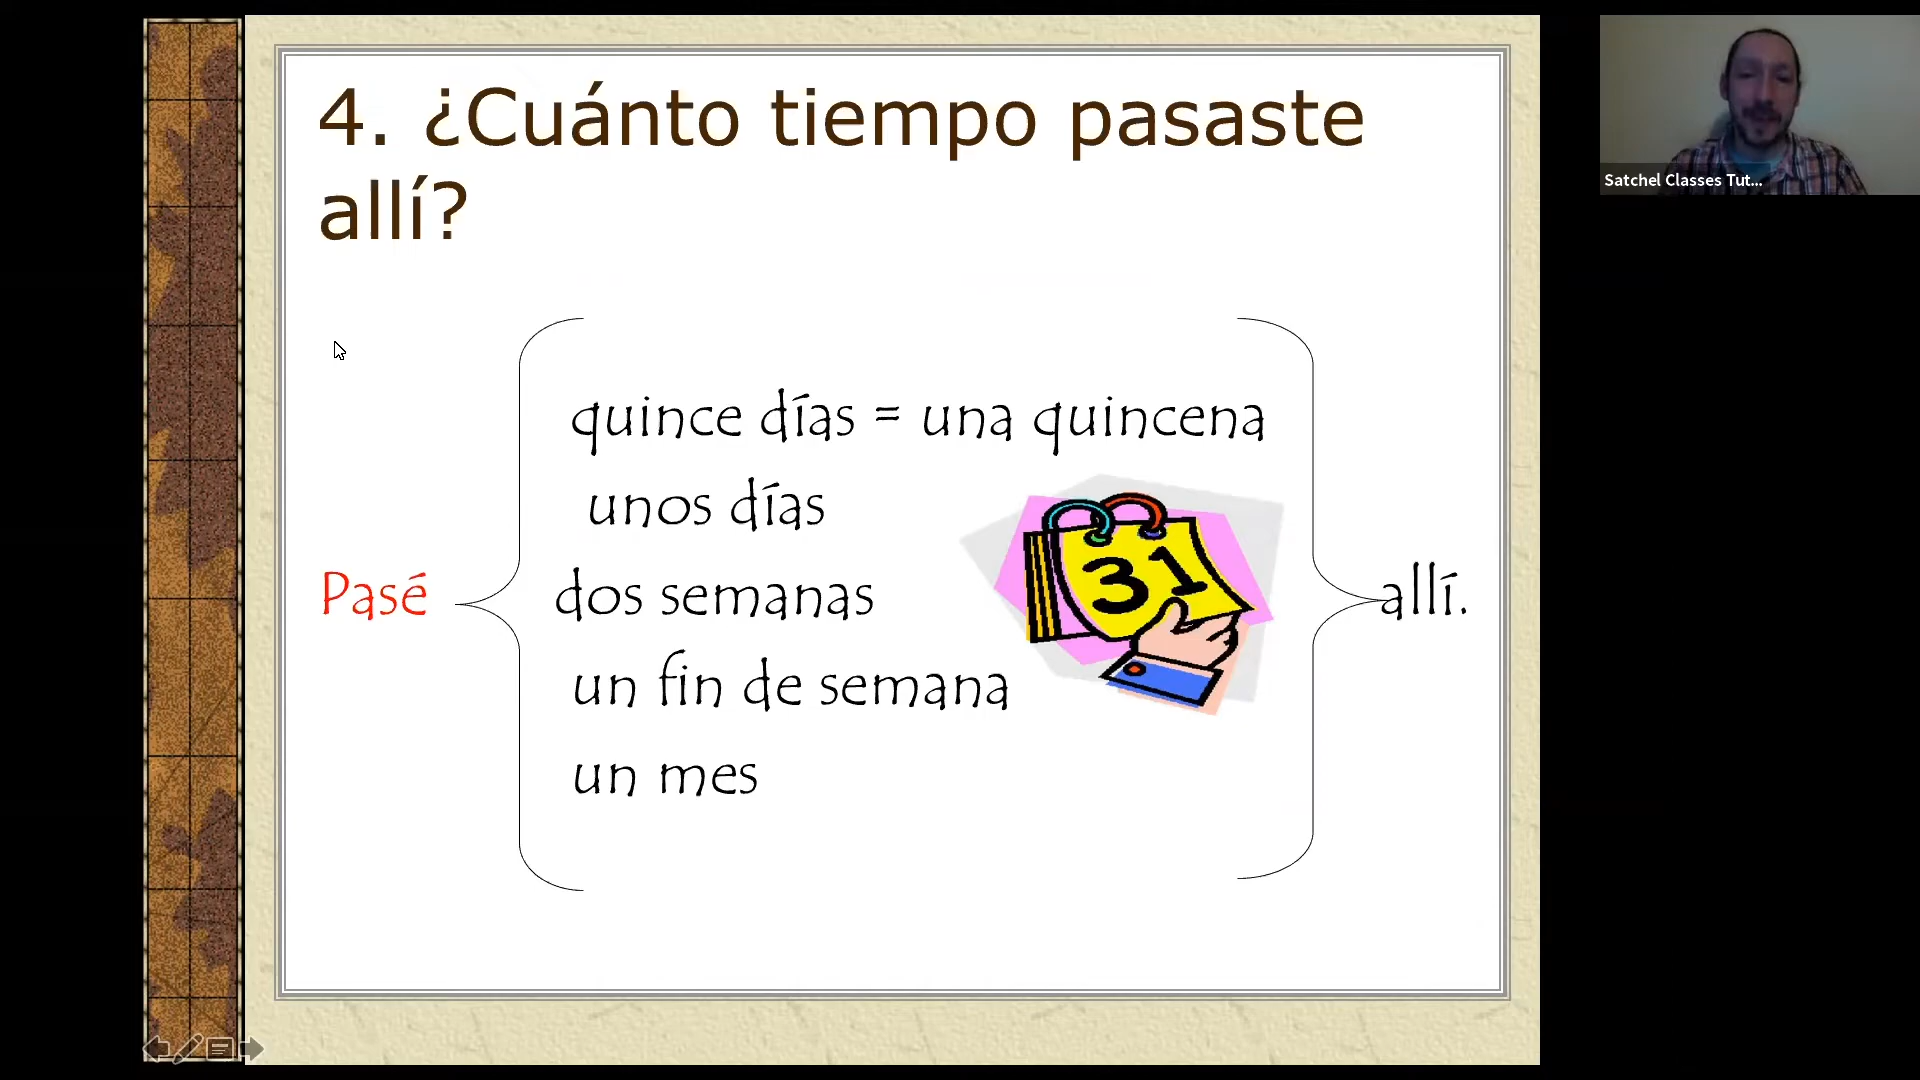 4. ¿Cuánto tiempo pasaste
allí?
quince días = una quincena
unos días
Pasé dos semanas allí.
un fin de semana
un mes
31
Satchel Classes Tut...